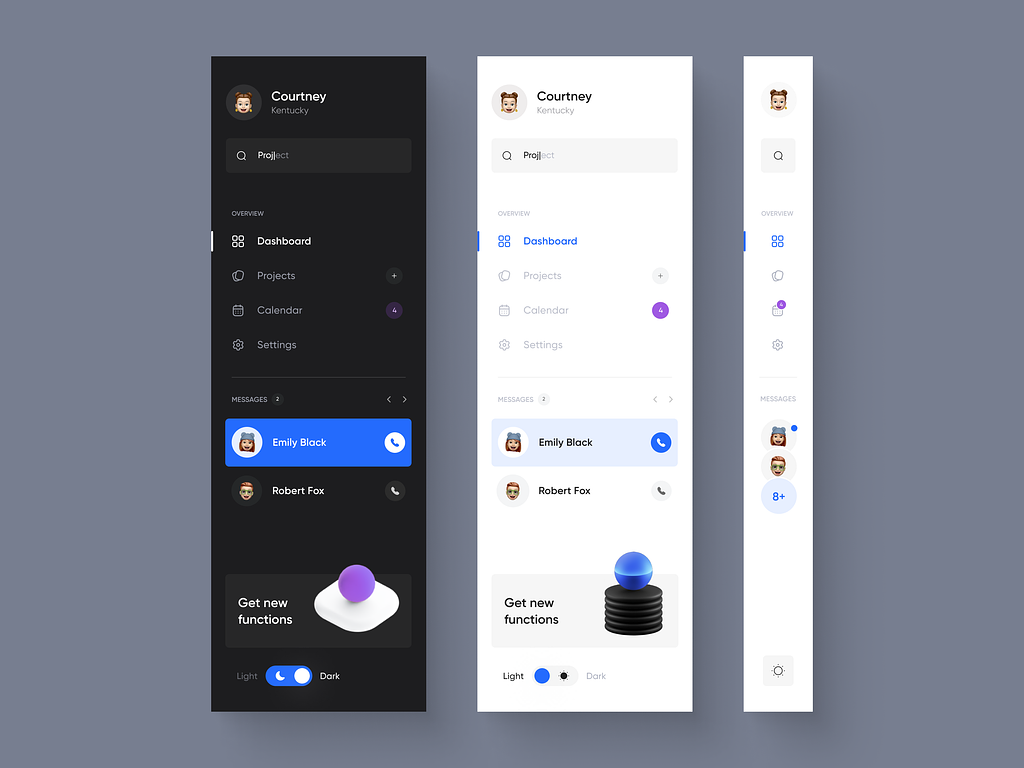 Courtney
Kentucky
Project
OVERVIEW
Dashboard
Projects +
Calendar 4
Settings
MESSAGES 2
Emily Black
Robert Fox
Get new
functions
Light Dark
Courtney
Kentucky
Project
OVERVIEW
Dashboard
Projects +
Calendar 4
Settings
MESSAGES 2
Emily Black
Robert Fox
Get new
functions
Light Dark
OVERVIEW
4
MESSAGES
8+